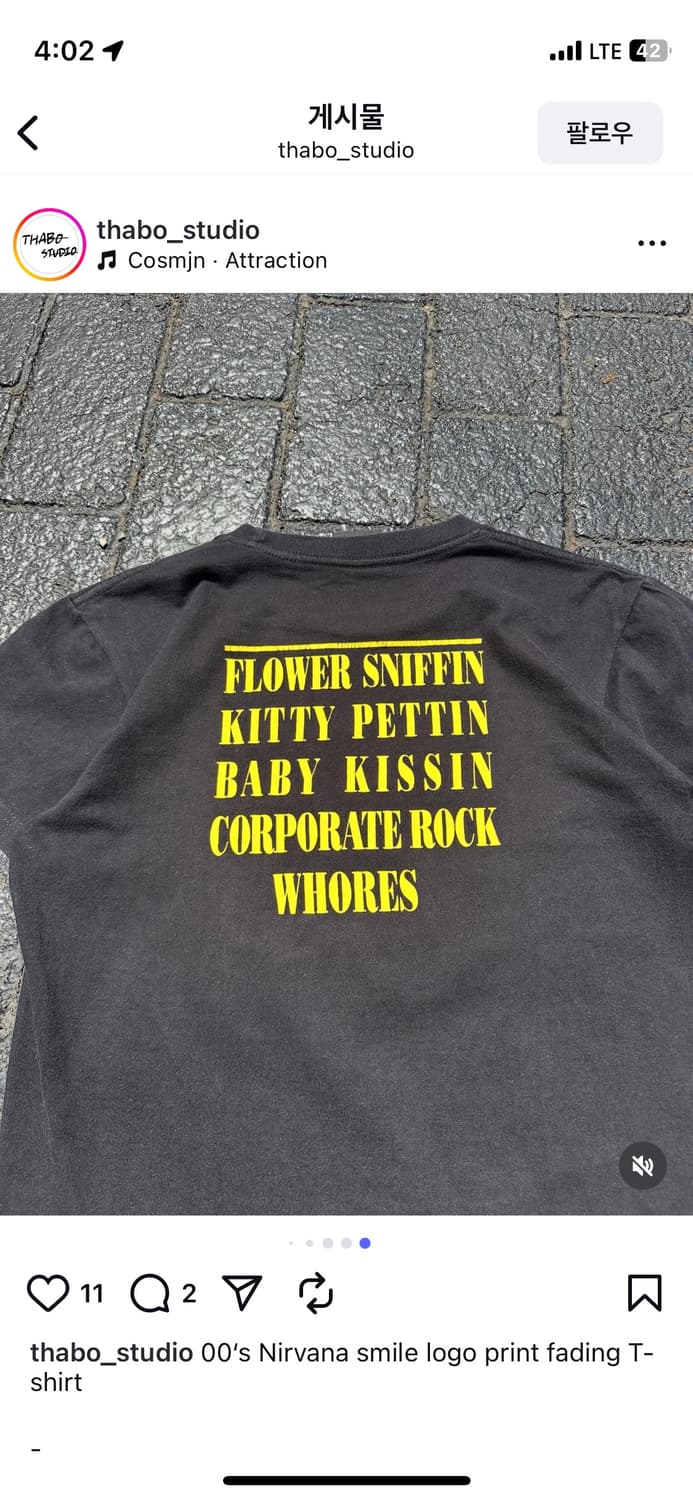 4:02
LTE 42
게시물
thabo_studio
팔로우
THABO
STUDIO
thabo_studio
Cosmjn · Attraction
FLOWER SNIFFIN
KITTY PETTIN
BABY KISSIN
CORPORATE ROCK
WHORES
11
2
thabo_studio 00's Nirvana smile logo print fading T-
shirt
-